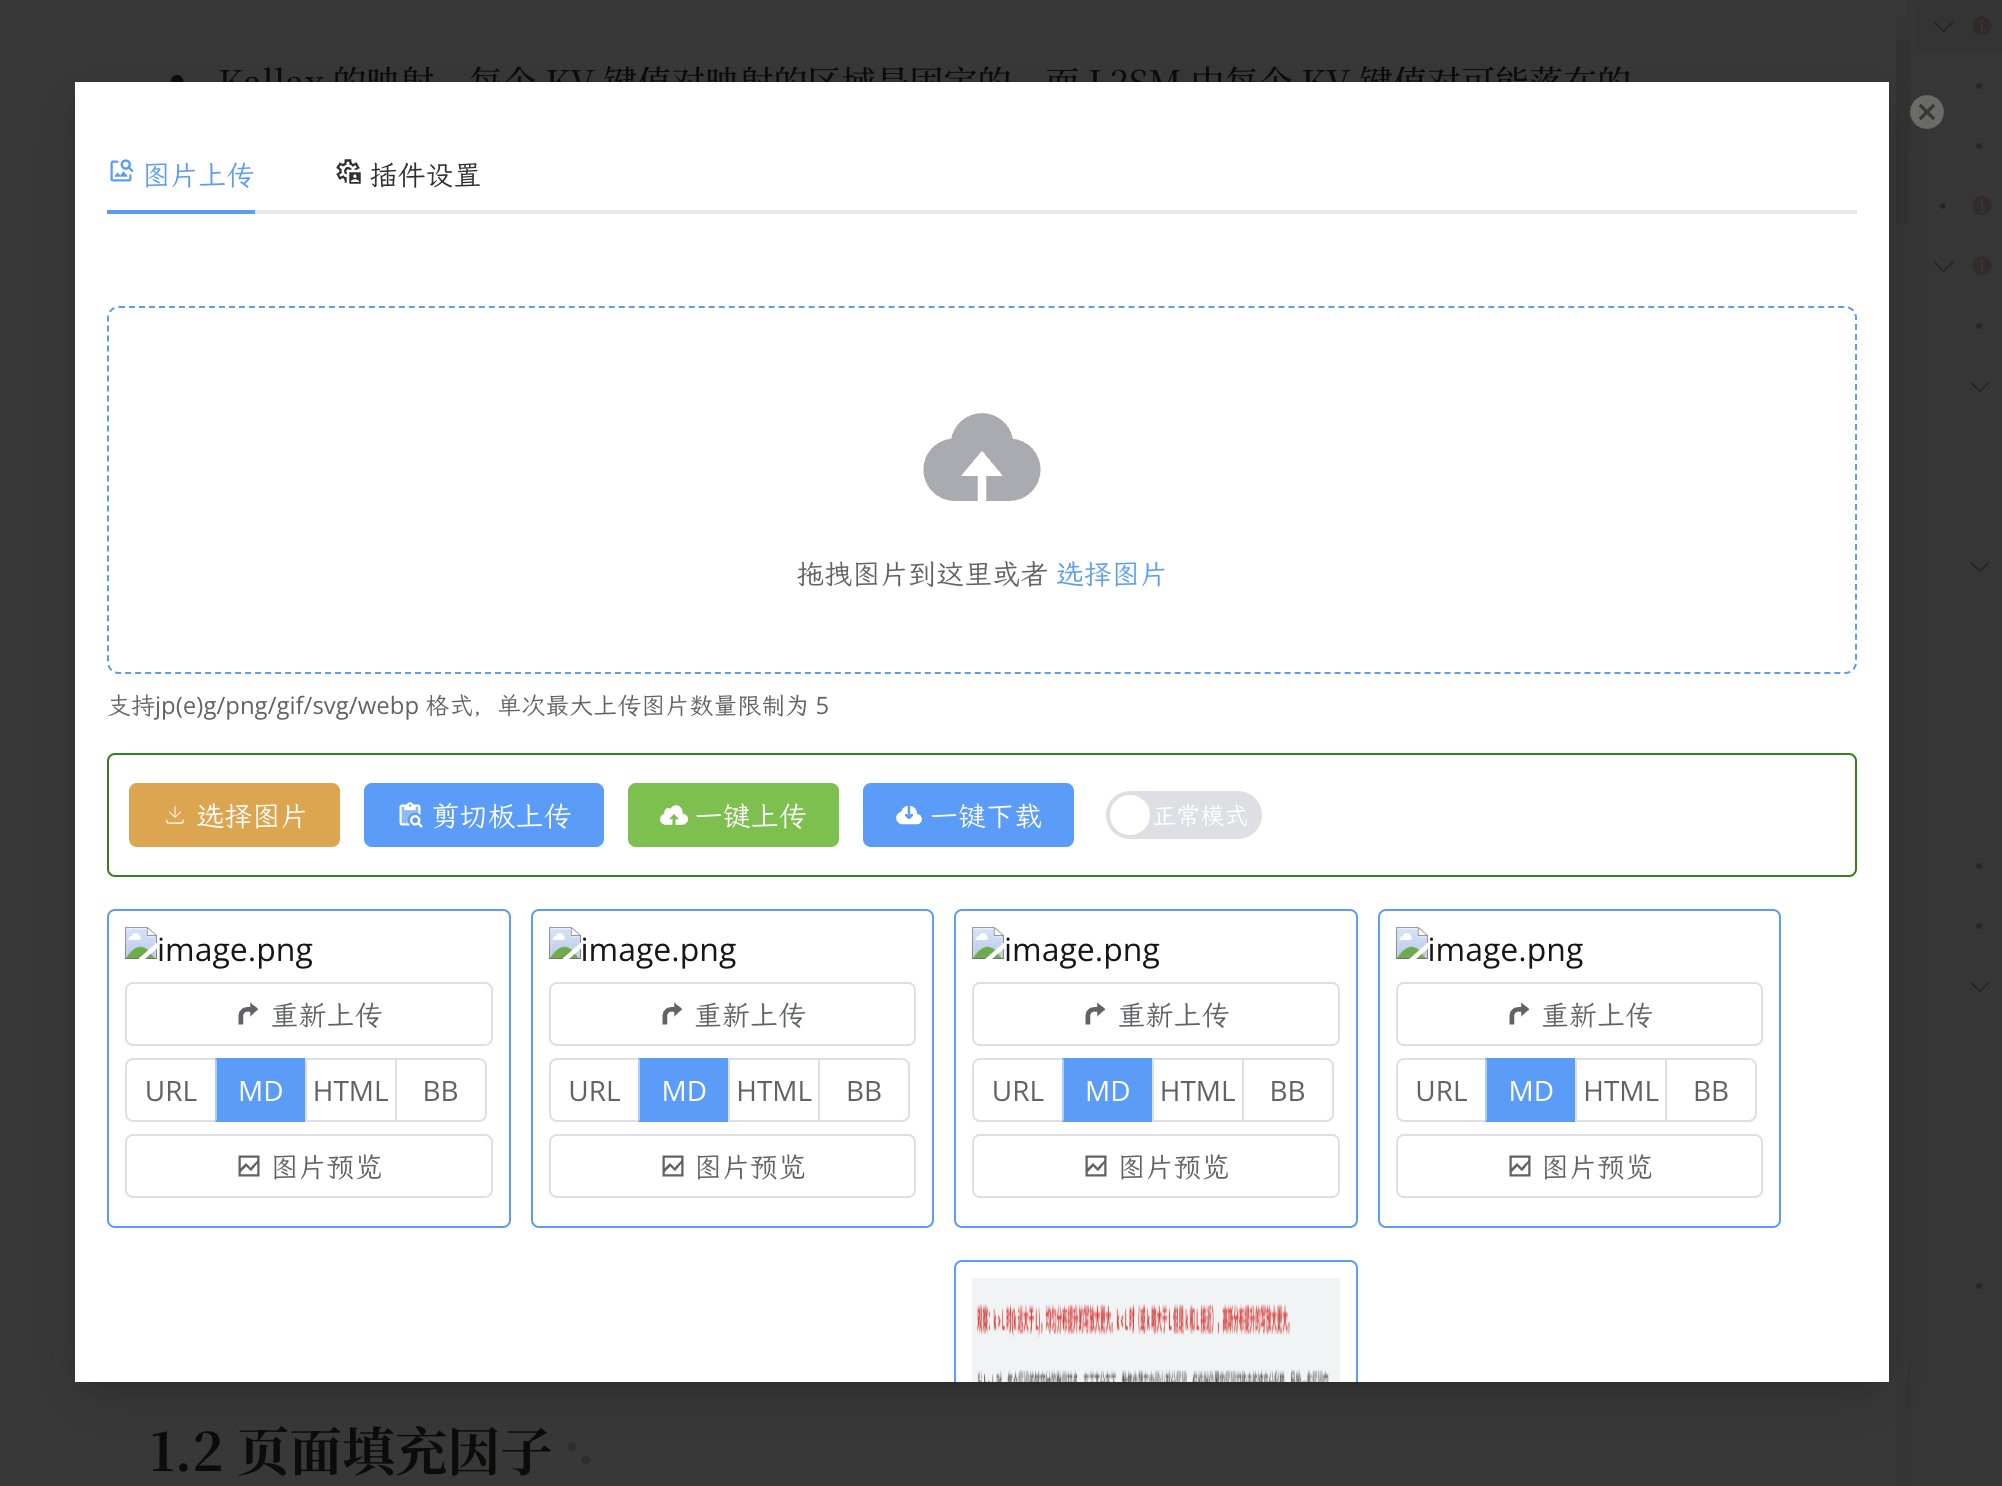 图片上传
插件设置
拖拽图片到这里或者 选择图片
支持jp(e)g/png/gif/svg/webp 格式，单次最大上传图片数量限制为 5
选择图片 剪切板上传 一键上传 一键下载 正常模式
image.png image.png image.png image.png
重新上传 重新上传 重新上传 重新上传
URL MD HTML BB URL MD HTML BB URL MD HTML BB URL MD HTML BB
图片预览 图片预览 图片预览 图片预览
1.2 页面填充因子